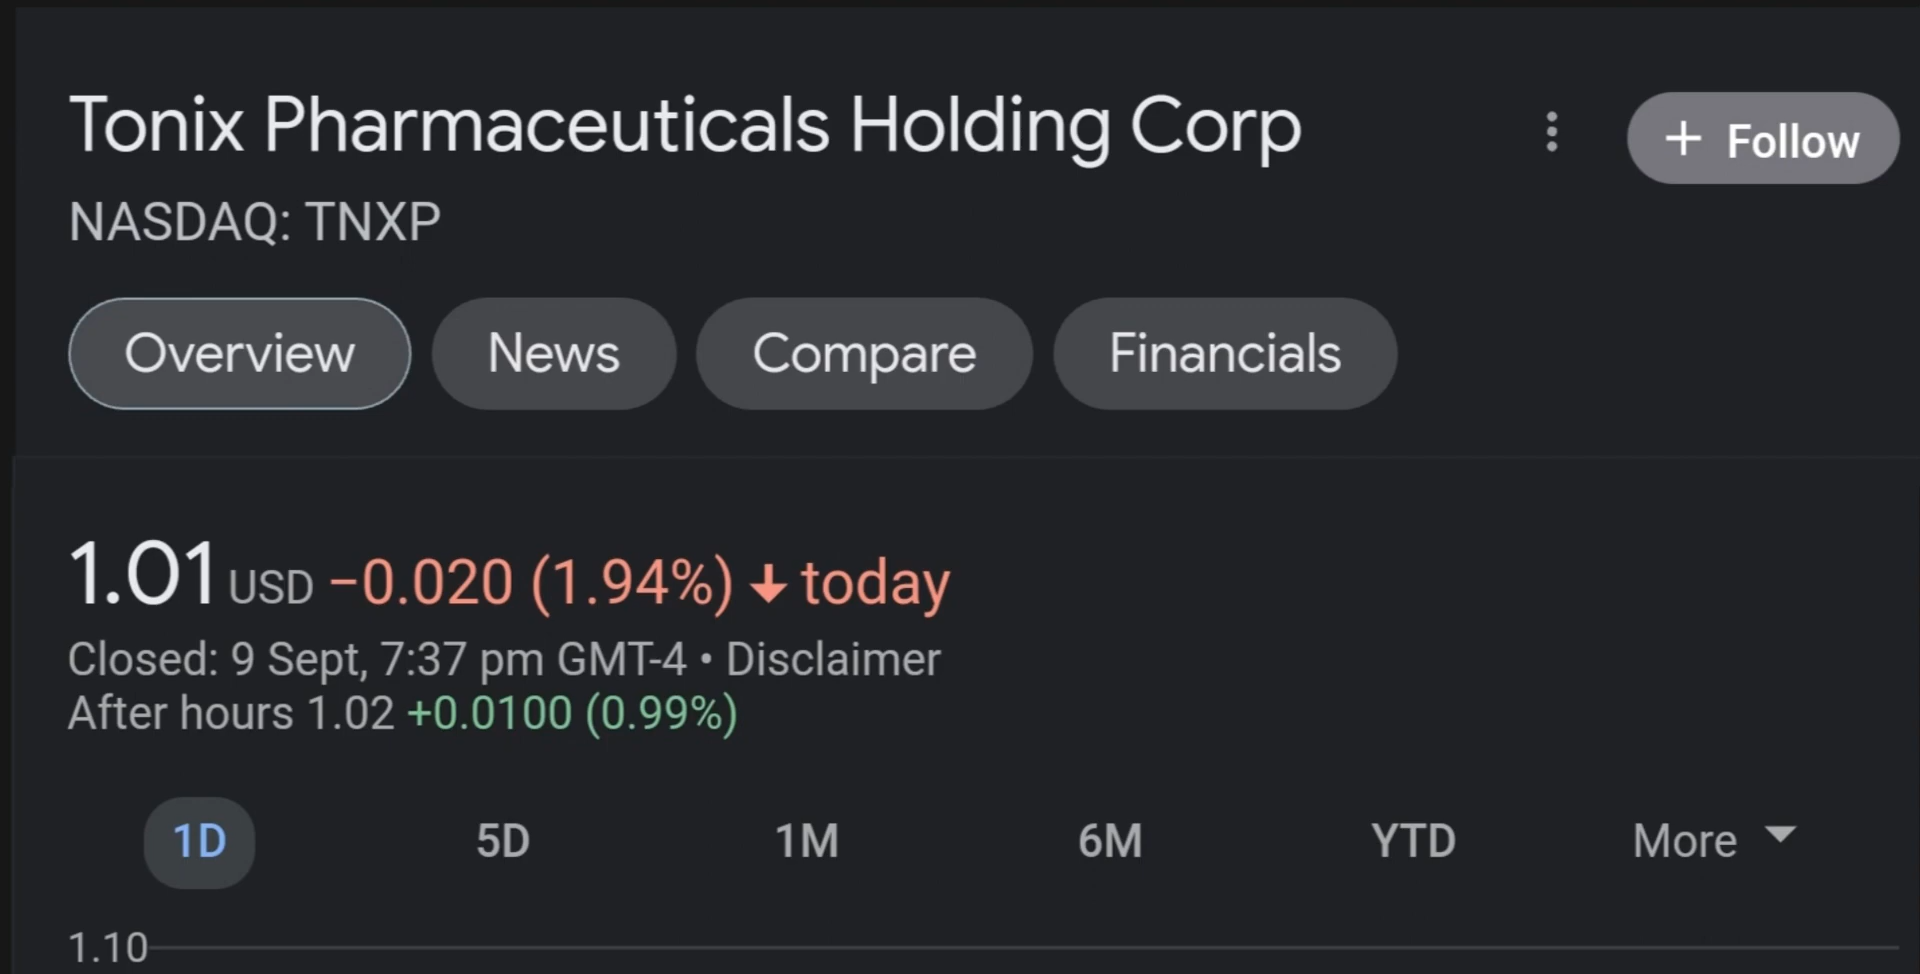 Tonix Pharmaceuticals Holding Corp
+ Follow
NASDAQ: TNXP
Overview
News
Compare
Financials
1.01 USD −0.020 (1.94%) ↓ today
Closed: 9 Sept, 7:37 pm GMT-4 • Disclaimer
After hours 1.02 +0.0100 (0.99%)
1D
5D
1M
6M
YTD
More
1.10